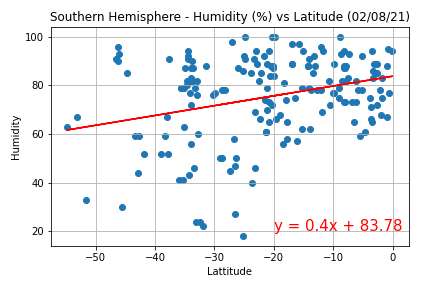 Southern Hemisphere - Humidity (%) vs Latitude (02/08/21)
100
80
60
40
20
Humidity
y = 0.4x + 83.78
−50
−40
−30
−20
−10
0
Lattitude